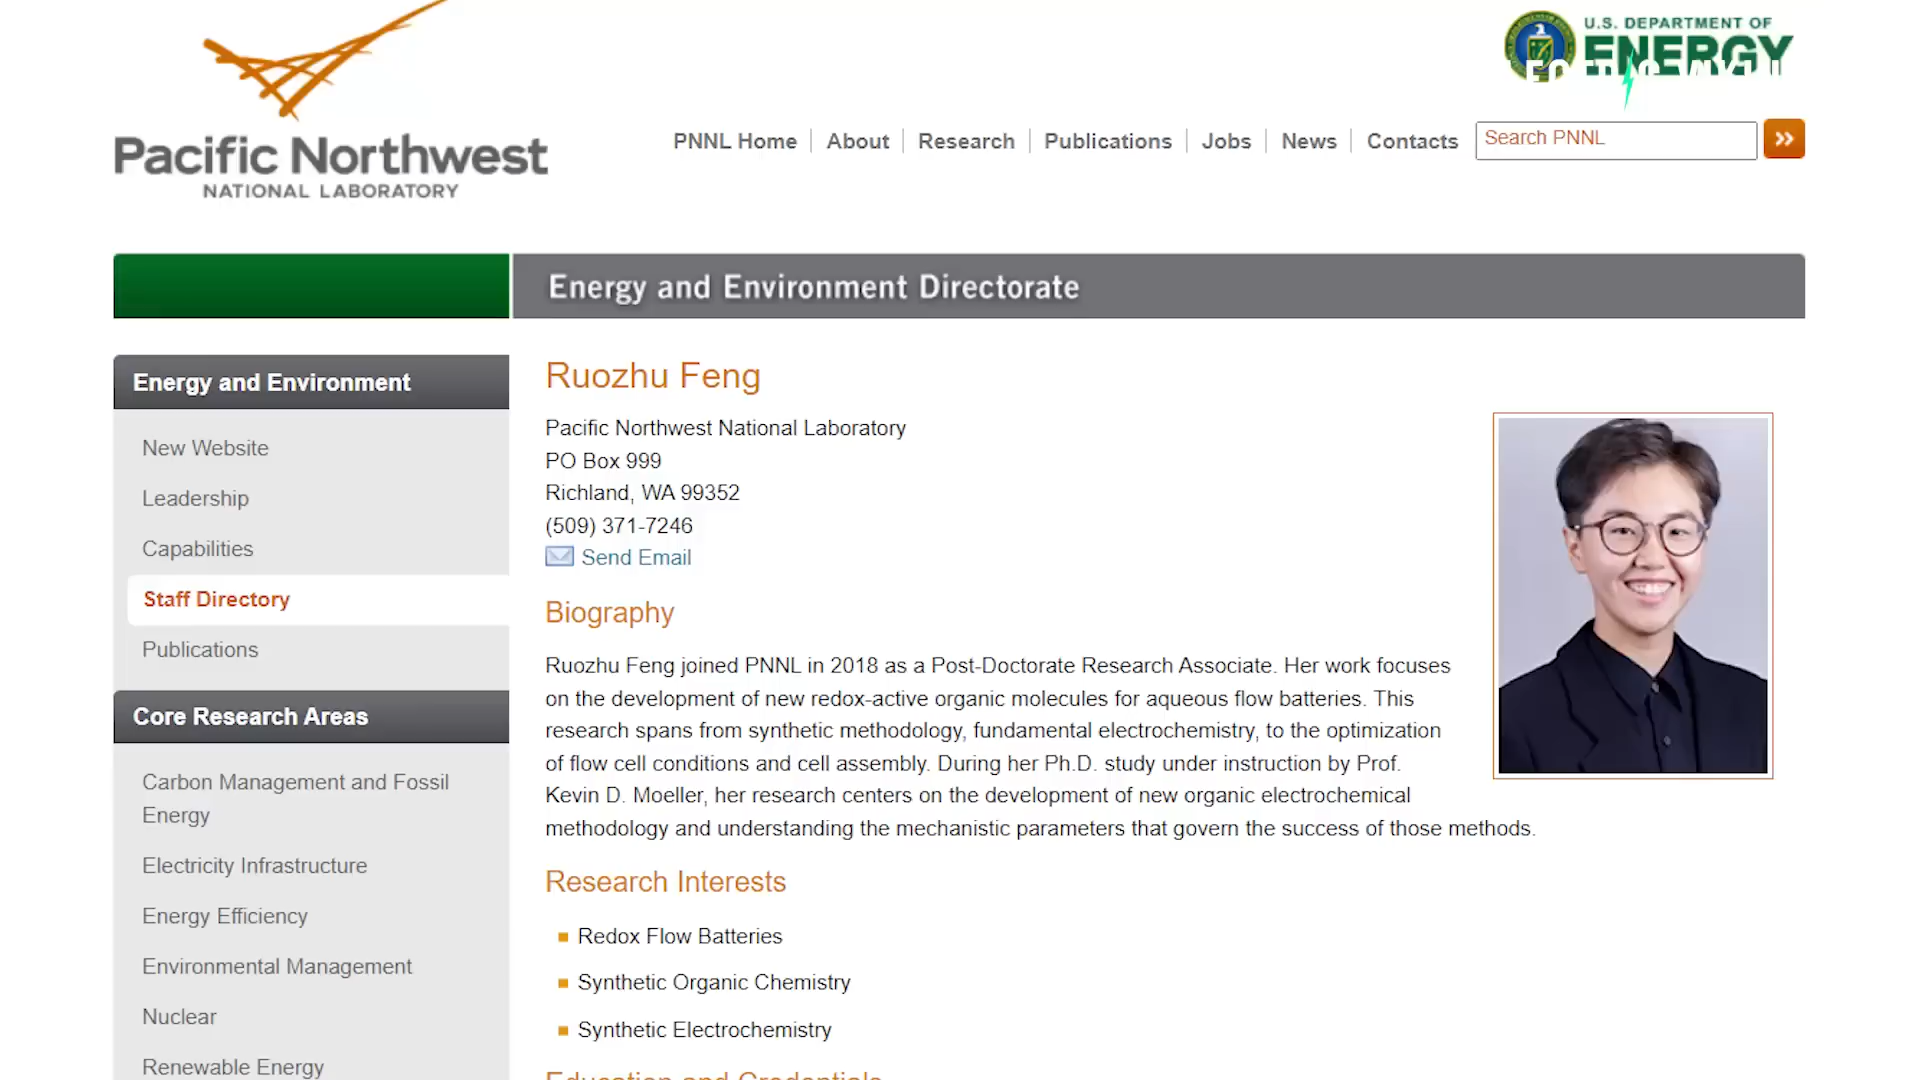 U.S. DEPARTMENT OF
ENERGY
Pacific Northwest
NATIONAL LABORATORY
PNNL Home
About
Research
Publications
Jobs
News
Contacts
Search PNNL
Energy and Environment Directorate
Energy and Environment
New Website
Leadership
Capabilities
Staff Directory
Publications
Core Research Areas
Carbon Management and Fossil
Energy
Electricity Infrastructure
Energy Efficiency
Environmental Management
Nuclear
Renewable Energy
Ruozhu Feng
Pacific Northwest National Laboratory
PO Box 999
Richland, WA 99352
(509) 371-7246
Send Email
Biography
Ruozhu Feng joined PNNL in 2018 as a Post-Doctorate Research Associate. Her work focuses
on the development of new redox-active organic molecules for aqueous flow batteries. This
research spans from synthetic methodology, fundamental electrochemistry, to the optimization
of flow cell conditions and cell assembly. During her Ph.D. study under instruction by Prof.
Kevin D. Moeller, her research centers on the development of new organic electrochemical
methodology and understanding the mechanistic parameters that govern the success of those methods.
Research Interests
Redox Flow Batteries
Synthetic Organic Chemistry
Synthetic Electrochemistry
Education and Credentials